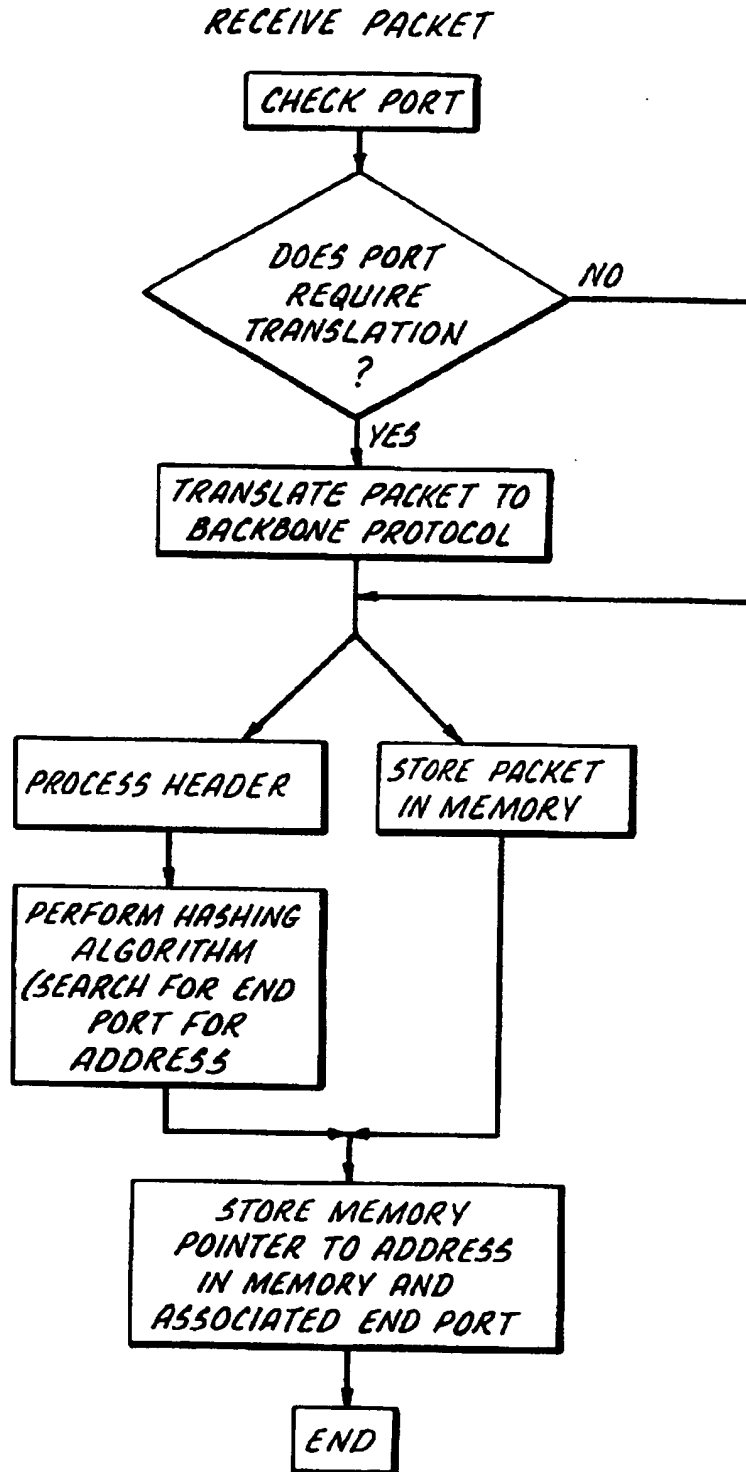 RECEIVE PACKET
CHECK PORT
DOES PORT
REQUIRE
TRANSLATION
?
NO
YES
TRANSLATE PACKET TO
BACKBONE PROTOCOL
PROCESS HEADER
STORE PACKET
IN MEMORY
PERFORM HASHING
ALGORITHM
(SEARCH FOR END
PORT FOR
ADDRESS
STORE MEMORY
POINTER TO ADDRESS
IN MEMORY AND
ASSOCIATED END PORT
END